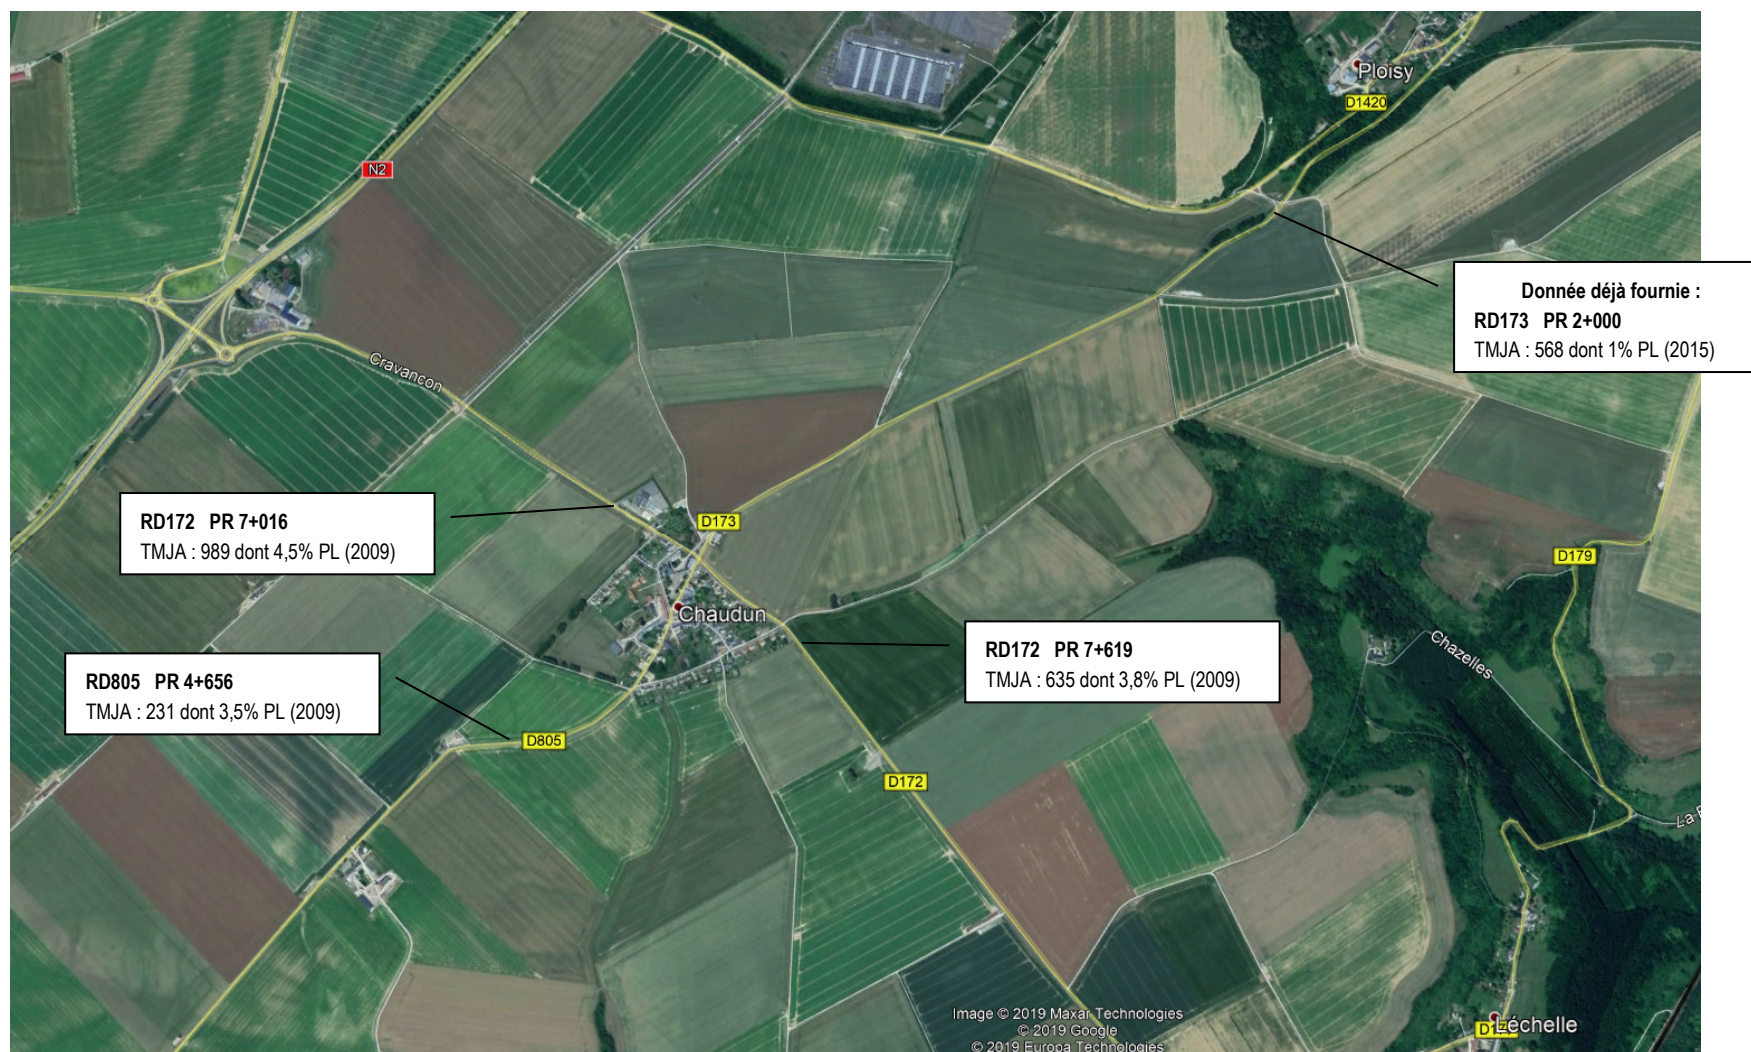 Ploisy
D1420
N2
Donnée déjà fournie :
RD173 PR 2+000
TMJA : 568 dont 1% PL (2015)
Cravancon
RD172 PR 7+016
TMJA : 989 dont 4,5% PL (2009)
D173
D179
Chaudun
RD172 PR 7+619
TMJA : 635 dont 3,8% PL (2009)
Chazelles
RD805 PR 4+656
TMJA : 231 dont 3,5% PL (2009)
D805
D172
La
Image © 2019 Maxar Technologies
© 2019 Google
© 2019 Europa Technologies
Léchelle